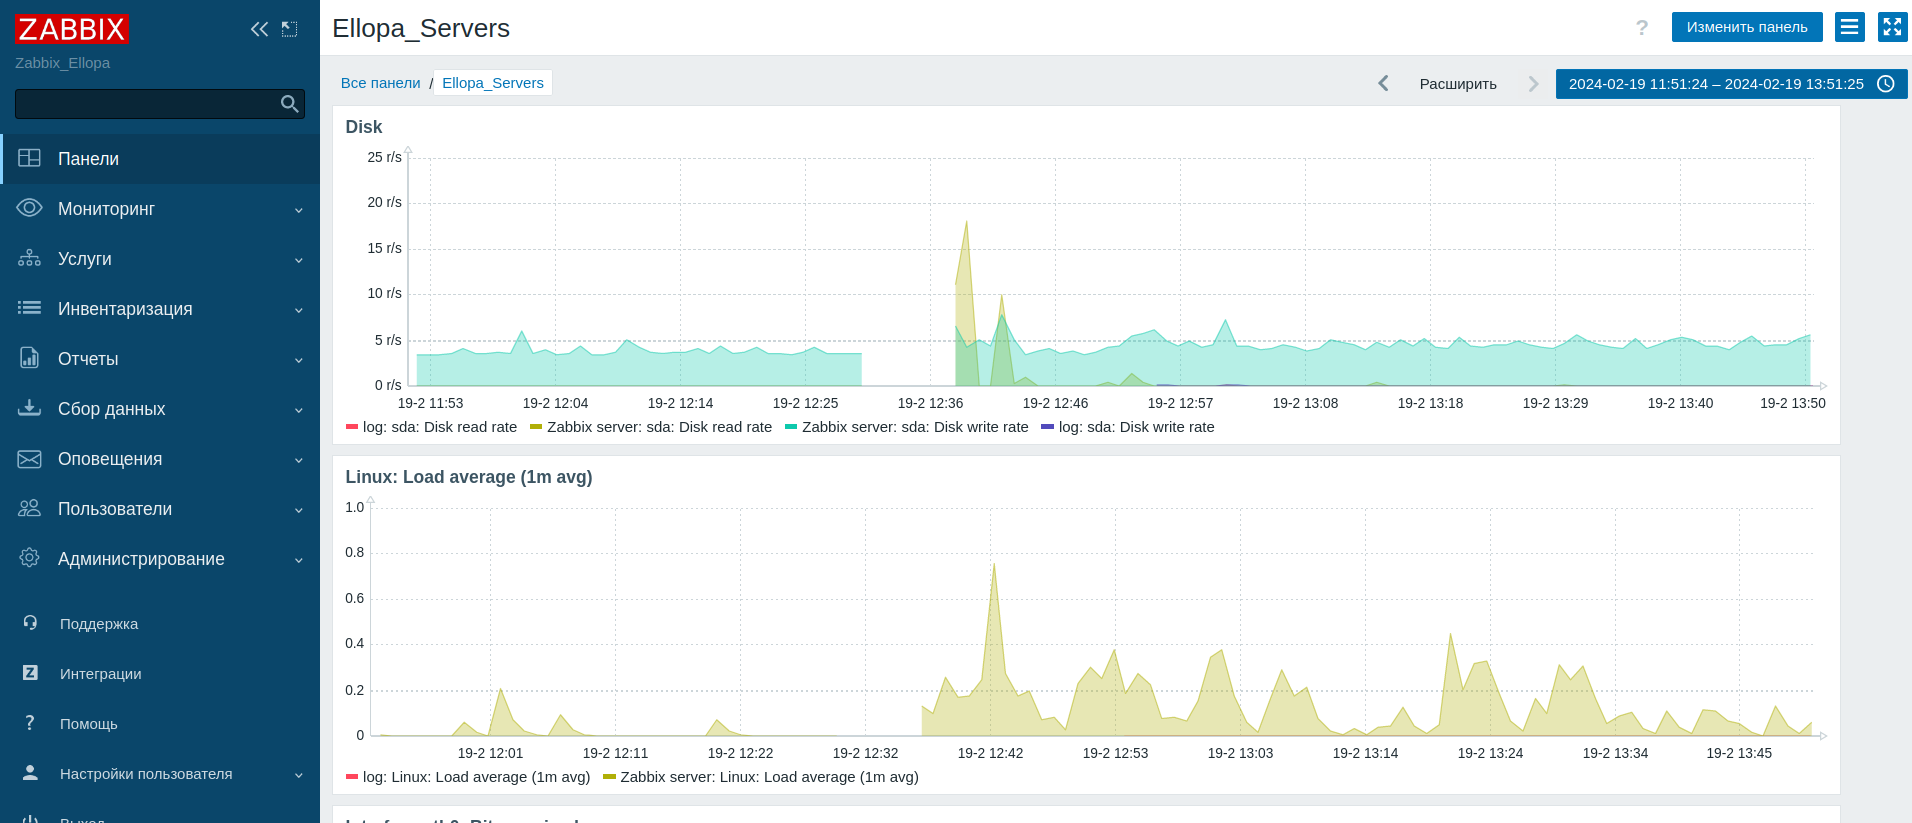 ZABBIX
Zabbix_Ellopa
Панели
Мониторинг
Услуги
Инвентаризация
Отчеты
Сбор данных
Оповещения
Пользователи
Администрирование
Поддержка
Z Интеграции
? Помощь
Настройки пользователя
Выход
Ellopa_Servers
? Изменить панель
Все панели / Ellopa_Servers
Расширить
2024-02-19 11:51:24 – 2024-02-19 13:51:25
Disk
25 r/s
20 r/s
15 r/s
10 r/s
5 r/s
0 r/s
19-2 11:53 19-2 12:04 19-2 12:14 19-2 12:25 19-2 12:36 19-2 12:46 19-2 12:57 19-2 13:08 19-2 13:18 19-2 13:29 19-2 13:40 19-2 13:50
log: sda: Disk read rate Zabbix server: sda: Disk read rate Zabbix server: sda: Disk write rate log: sda: Disk write rate
Linux: Load average (1m avg)
1.0
0.8
0.6
0.4
0.2
0
19-2 12:01 19-2 12:11 19-2 12:22 19-2 12:32 19-2 12:42 19-2 12:53 19-2 13:03 19-2 13:14 19-2 13:24 19-2 13:34 19-2 13:45
log: Linux: Load average (1m avg) Zabbix server: Linux: Load average (1m avg)